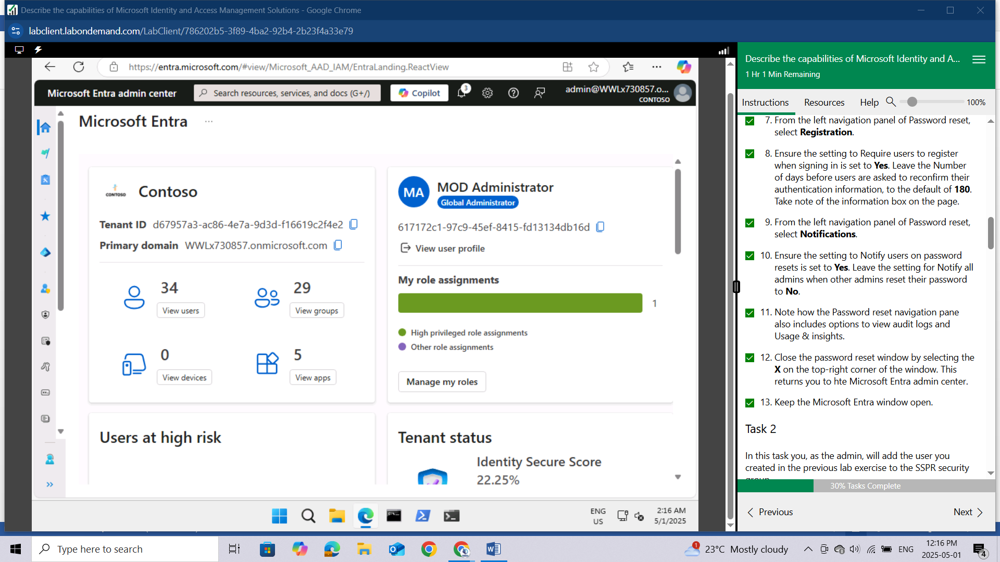 Describe the capabilities of Microsoft Identity and Access Management Solutions - Google Chrome
labclient.labondemand.com/LabClient/786202b5-3f89-4ba2-92b4-2b23f4a33e79
https://entra.microsoft.com/#view/Microsoft_AAD_IAM/EntraLanding.ReactView
Microsoft Entra admin center
Search resources, services, and docs (G+/)
Copilot
3
admin@WWLx730857.o...
CONTOSO
Microsoft Entra
...
CONTOSO
Contoso
Tenant ID d67957a3-ac86-4e7a-9d3d-f16619c2f4e2
Primary domain WWLx730857.onmicrosoft.com
34
View users
29
View groups
0
View devices
5
View apps
MA
MOD Administrator
Global Administrator
617172c1-97c9-45ef-8415-fd13134db16d
View user profile
My role assignments
1
High privileged role assignments
Other role assignments
Manage my roles
Users at high risk
Tenant status
Identity Secure Score
22.25%
ENG
US
2:16 AM
5/1/2025
Describe the capabilities of Microsoft Identity and A...
1 Hr 1 Min Remaining
Instructions Resources Help 100%
7. From the left navigation panel of Password reset,
select Registration.
8. Ensure the setting to Require users to register
when signing in is set to Yes. Leave the Number
of days before users are asked to reconfirm their
authentication information, to the default of 180.
Take note of the information box on the page.
9. From the left navigation panel of Password reset,
select Notifications.
10. Ensure the setting to Notify users on password
resets is set to Yes. Leave the setting for Notify all
admins when other admins reset their password
to No.
11. Note how the Password reset navigation pane
also includes options to view audit logs and
Usage & insights.
12. Close the password reset window by selecting the
X on the top-right corner of the window. This
returns you to hte Microsoft Entra admin center.
13. Keep the Microsoft Entra window open.
Task 2
In this task you, as the admin, will add the user you
created in the previous lab exercise to the SSPR security
30% Tasks Complete
Previous
Next
Type here to search
1
23°C Mostly cloudy
ENG
12:16 PM
2025-05-01
4